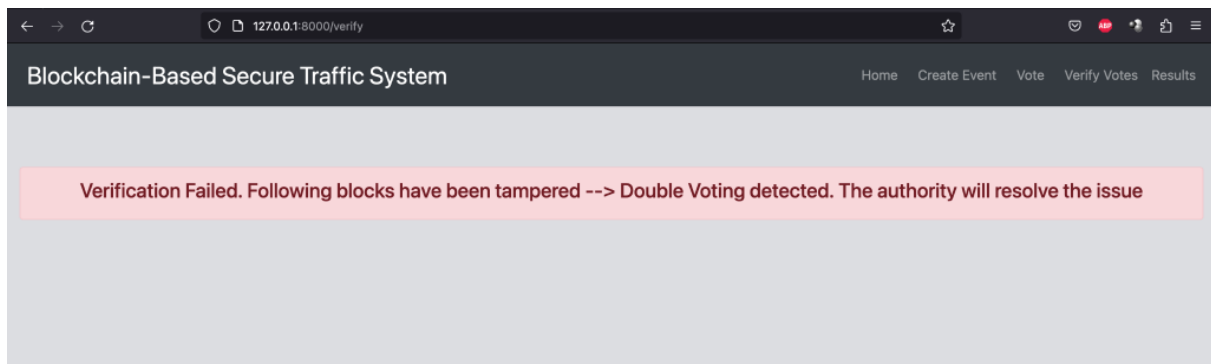 127.0.0.1:8000/verify
ABP
Blockchain-Based Secure Traffic System
Home Create Event Vote Verify Votes Results
Verification Failed. Following blocks have been tampered --> Double Voting detected. The authority will resolve the issue